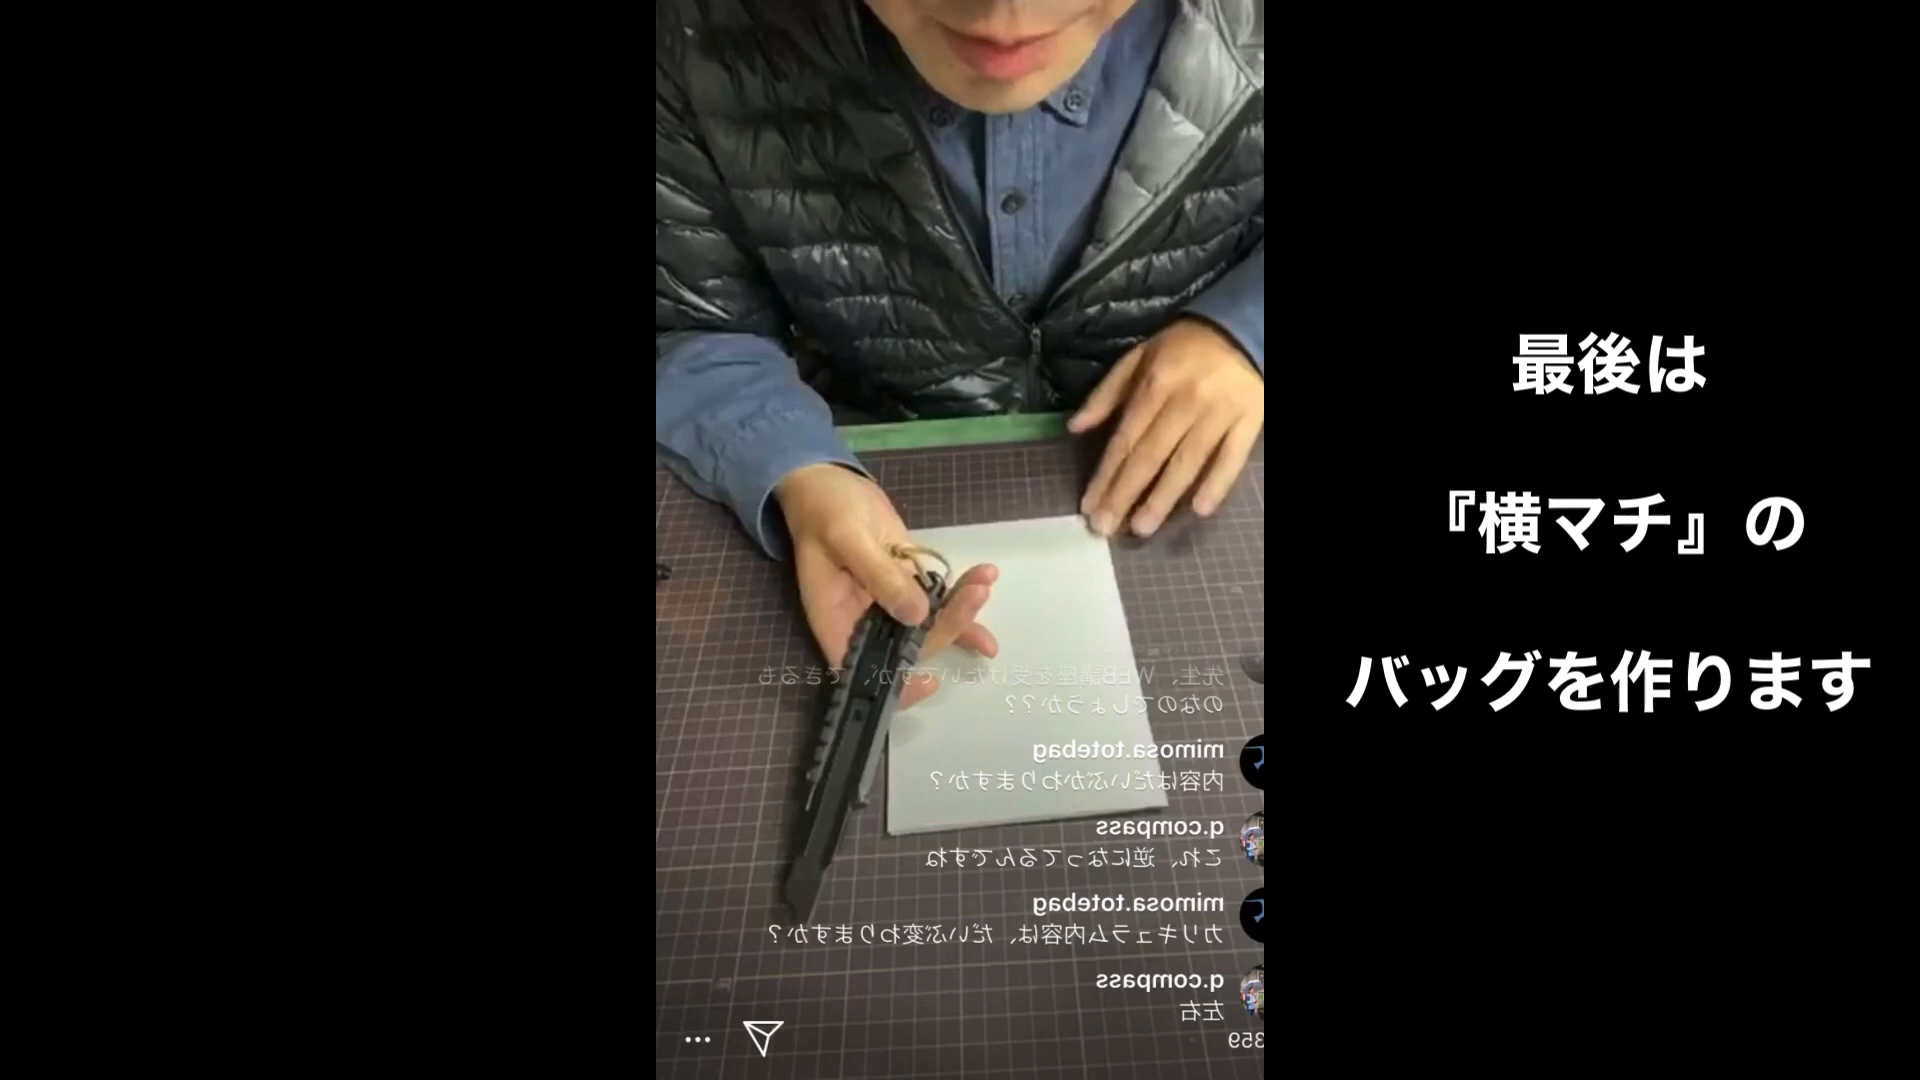 最後は
『横マチ』の
バッグを作ります
先生、WEB講座を受けたいですが、できるも
のなのでしょうか？？
mimosa.totebag
内容はだいぶかわりますか？
q.compass
これ、逆になってるんですね
mimosa.totebag
カリキュラム内容は、だいぶ変わりますか？
q.compass
左右
359